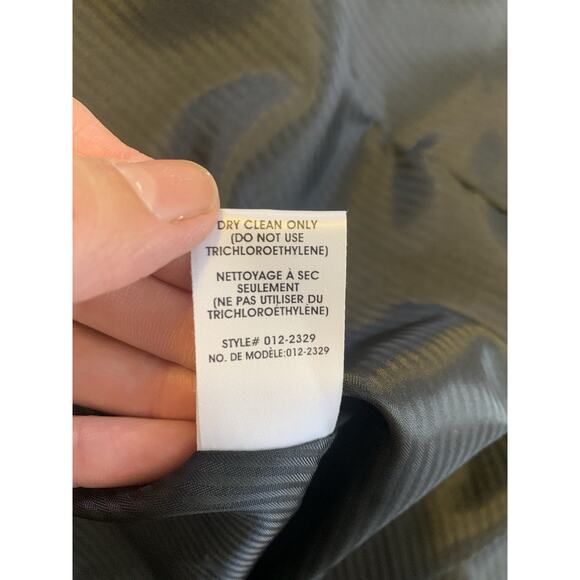 DRY CLEAN ONLY
(DO NOT USE
TRICHLOROETHYLENE)
NETTOYAGE À SEC
SEULEMENT
(NE PAS UTILISER DU
TRICHLOROÉTHYLÈNE)
STYLE# 012-2329
NO. DE MODÈLE:012-2329